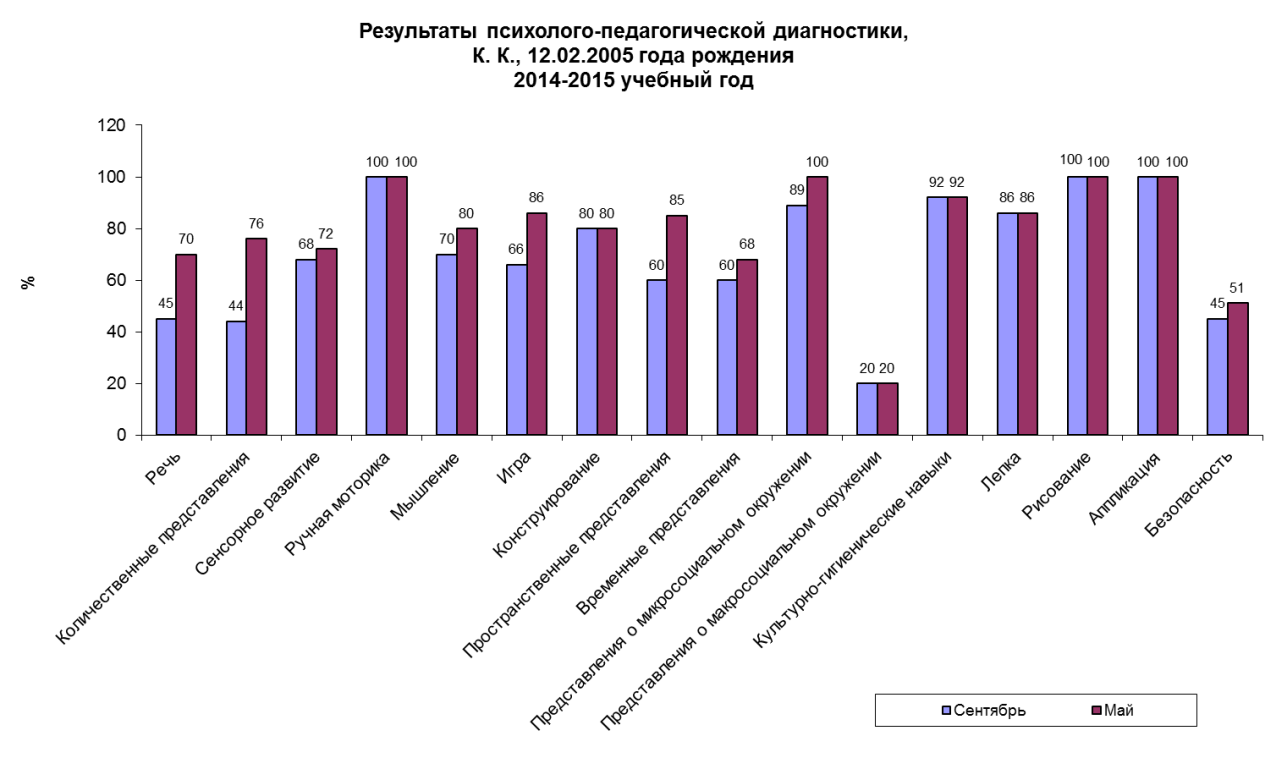 Результаты психолого-педагогической диагностики,
К. К., 12.02.2005 года рождения
2014-2015 учебный год
%
120
100
80
60
40
20
0
45 70
44 76
68 72
100 100
70 80
66 86
80 80
60 85
60 68
89 100
20 20
92 92
86 86
100 100
100 100
45 51
Речь
Количественные представления
Сенсорное развитие
Ручная моторика
Мышление
Игра
Конструирование
Пространственные представления
Временные представления
Представления о микросоциальном окружении
Представления о макросоциальном окружении
Культурно-гигиенические навыки
Лепка
Рисование
Аппликация
Безопасность
Сентябрь Май